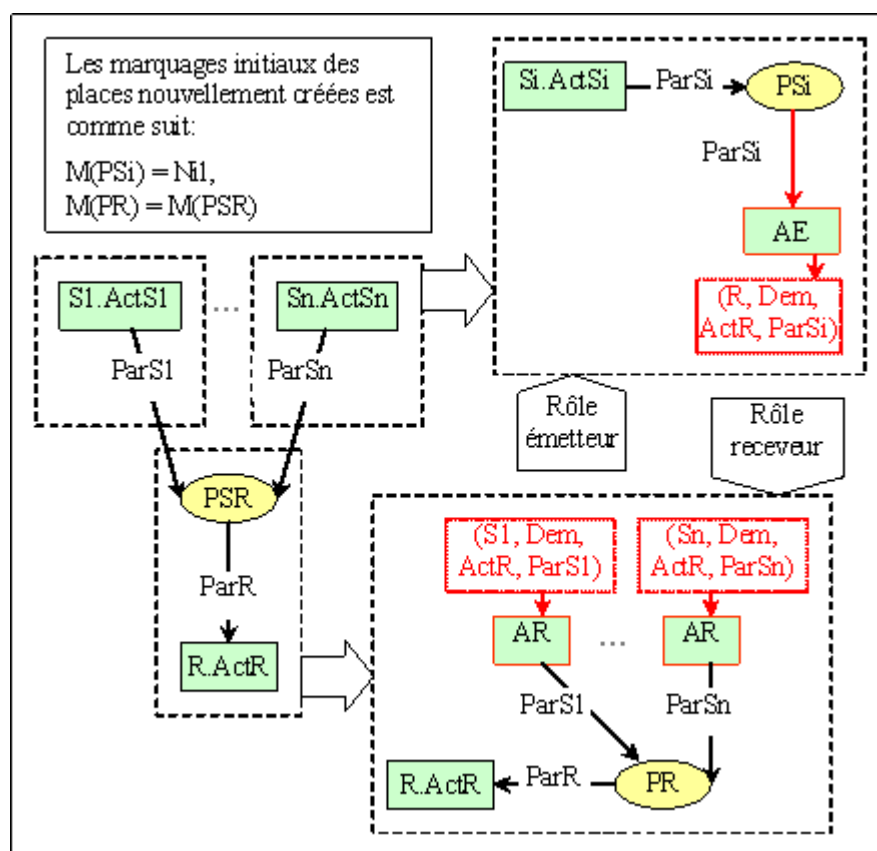 Les marquages initiaux des
places nouvellement créées est
comme suit:
M(PSi) = Nil,
M(PR) = M(PSR)
Si.ActSi
ParSi
PSi
ParSi
AE
(R, Dem,
ActR, ParSi)
S1.ActS1
...
Sn.ActSn
ParS1
ParSn
PSR
ParR
R.ActR
Rôle
émetteur
Rôle
receveur
(S1, Dem,
ActR, ParS1)
(Sn, Dem,
ActR, ParSn)
AR
...
AR
ParS1
ParSn
R.ActR
ParR
PR